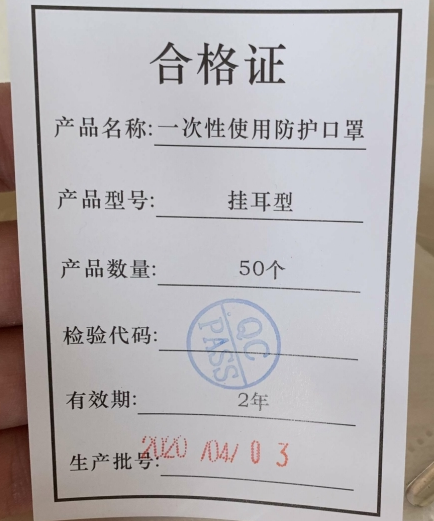 合格证
产品名称:一次性使用防护口罩
产品型号:挂耳型
产品数量:50个
检验代码:QC PASS
有效期:2年
生产批号:2020/04/03